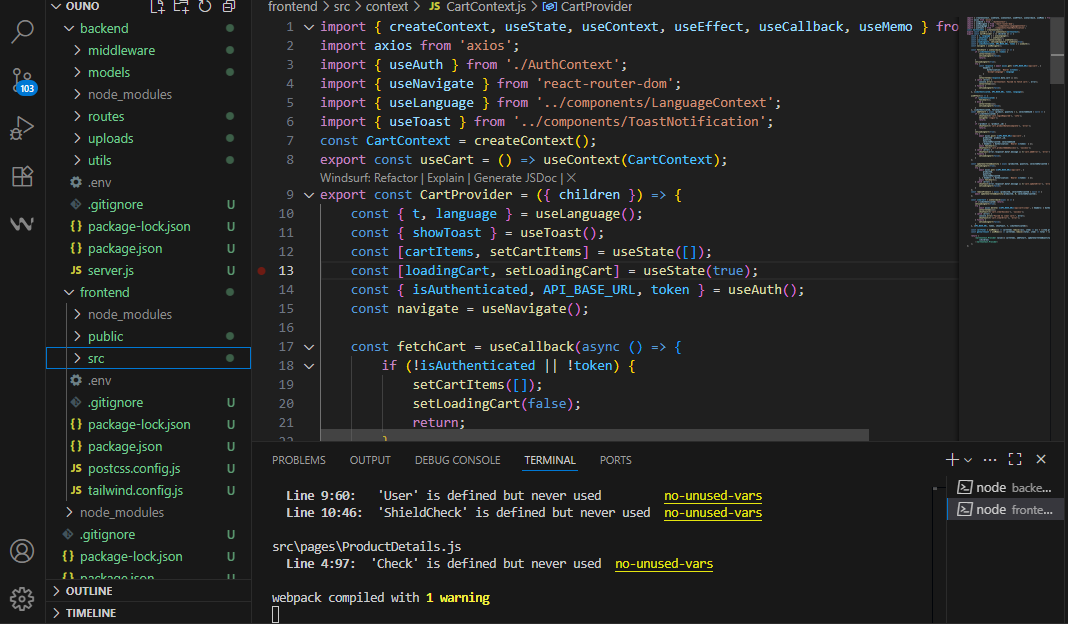 OUNO
backend
middleware
models
node_modules
routes
uploads
utils
.env
.gitignore U
{} package-lock.json U
{} package.json U
JS server.js U
frontend
node_modules
public
src
.env
.gitignore U
{} package-lock.json U
{} package.json U
JS postcss.config.js U
JS tailwind.config.js U
node_modules
.gitignore U
{} package-lock.json U
{} package.json U
OUTLINE
TIMELINE
103
frontend > src > context > JS CartContext.js > CartProvider
1 import { createContext, useState, useContext, useEffect, useCallback, useMemo } fro
2 import axios from 'axios';
3 import { useAuth } from './AuthContext';
4 import { useNavigate } from 'react-router-dom';
5 import { useLanguage } from '../components/LanguageContext';
6 import { useToast } from '../components/ToastNotification';
7 const CartContext = createContext();
8 export const useCart = () => useContext(CartContext);
Windsurf: Refactor | Explain | Generate JSDoc | X
9 export const CartProvider = ({ children }) => {
10 const { t, language } = useLanguage();
11 const { showToast } = useToast();
12 const [cartItems, setCartItems] = useState([]);
13 const [loadingCart, setLoadingCart] = useState(true);
14 const { isAuthenticated, API_BASE_URL, token } = useAuth();
15 const navigate = useNavigate();
16
17 const fetchCart = useCallback(async () => {
18 if (!isAuthenticated || !token) {
19 setCartItems([]);
20 setLoadingCart(false);
21 return;
22 }
PROBLEMS OUTPUT DEBUG CONSOLE TERMINAL PORTS
Line 9:60: 'User' is defined but never used no-unused-vars
Line 10:46: 'ShieldCheck' is defined but never used no-unused-vars
src\pages\ProductDetails.js
Line 4:97: 'Check' is defined but never used no-unused-vars
webpack compiled with 1 warning
node backe...
node fronte...